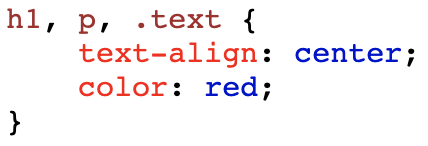 h1, p, .text {
    text-align: center;
    color: red;
}